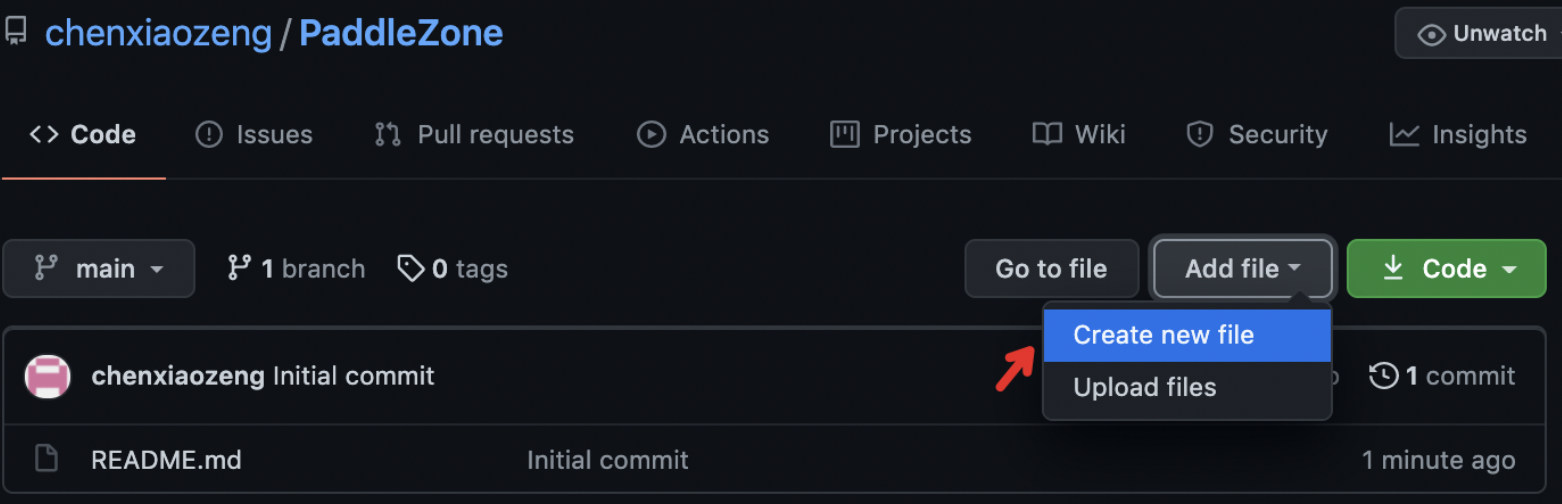 chenxiaozeng / PaddleZone
Unwatch
Code Issues Pull requests Actions Projects Wiki Security Insights
main 1 branch 0 tags Go to file Add file Code
Create new file
Upload files
chenxiaozeng Initial commit 1 commit
README.md Initial commit 1 minute ago